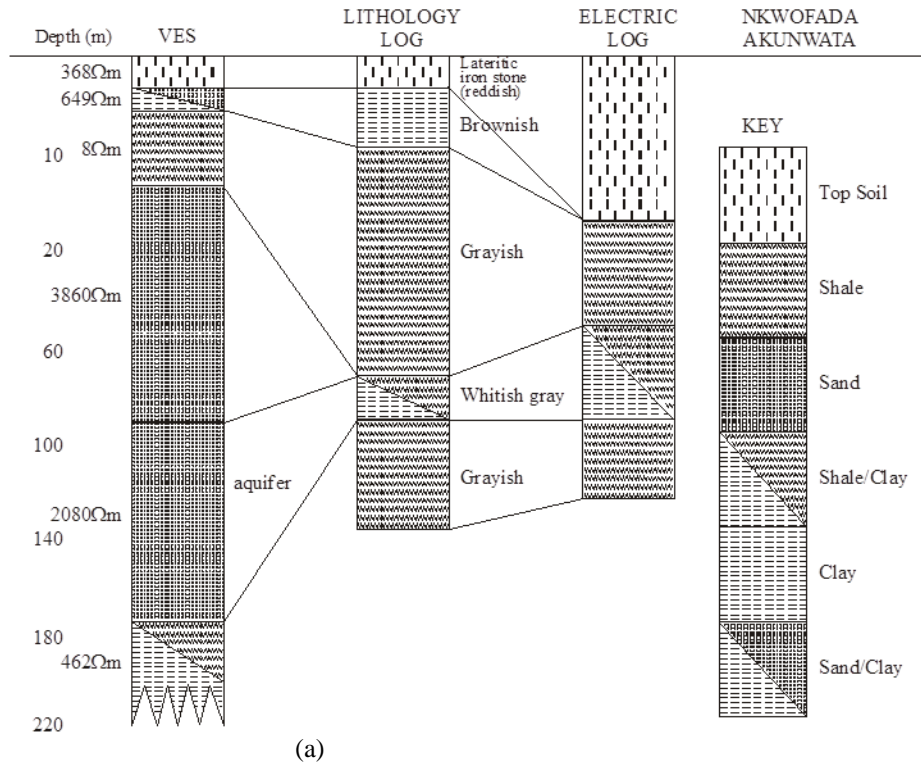 Depth (m)
VES
LITHOLOGY
LOG
ELECTRIC
LOG
NKWOFADA
AKUNWATA
368Ωm
649Ωm
8Ωm
10
20
3860Ωm
60
100
2080Ωm
140
180
462Ωm
220
aquifer
Lateritic
iron stone
(reddish)
Brownish
Grayish
Whitish gray
Grayish
KEY
Top Soil
Shale
Sand
Shale/Clay
Clay
Sand/Clay
(a)